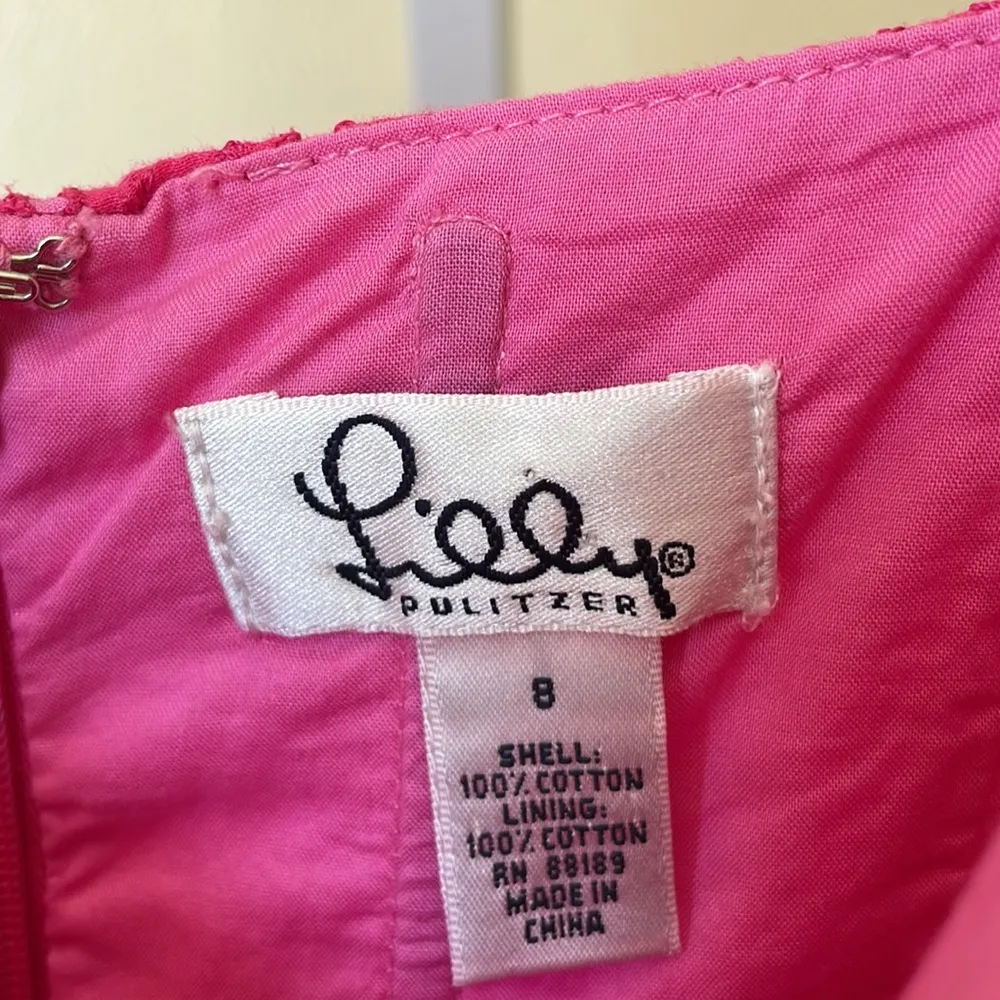 Lilly®
PULITZER
8
SHELL:
100% COTTON
LINING:
100% COTTON
RN 88189
MADE IN
CHINA